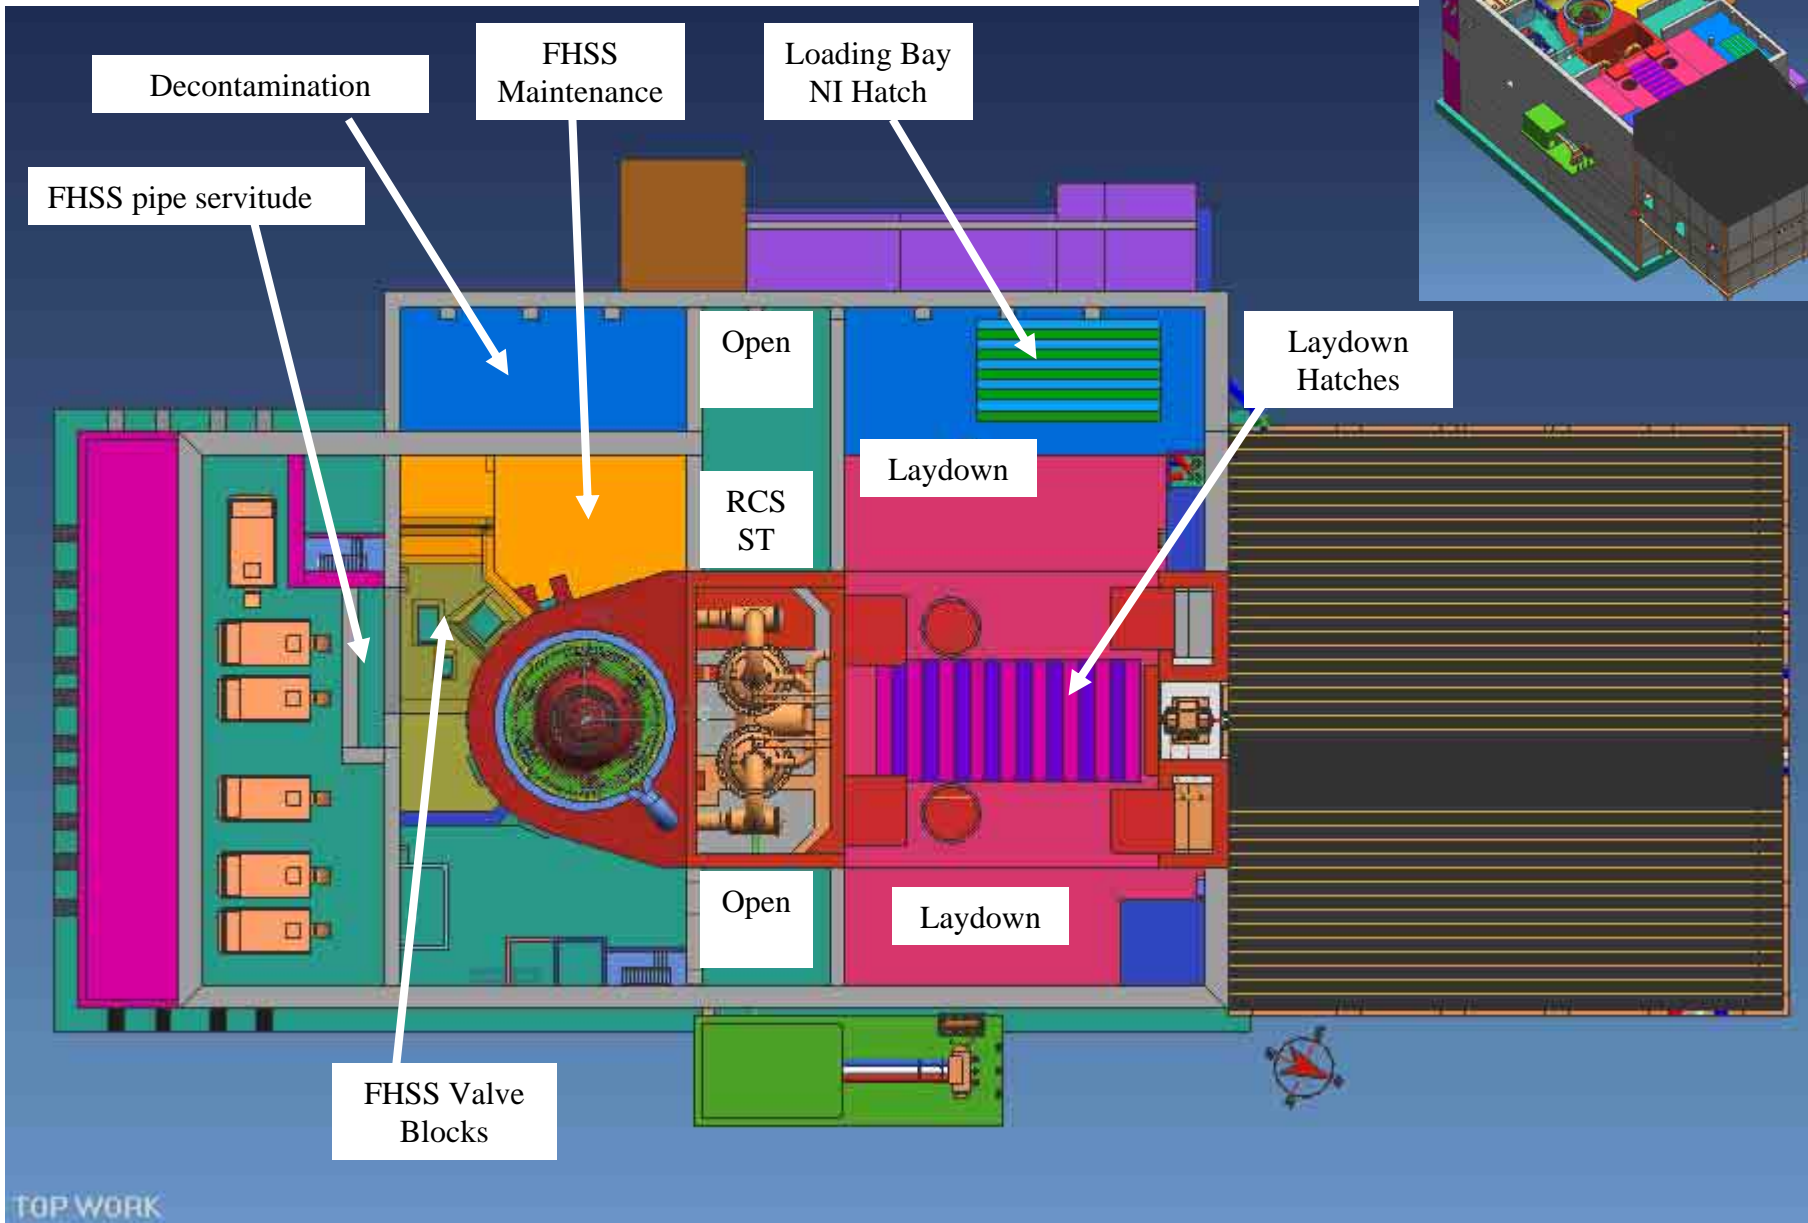 FHSS
Maintenance
Loading Bay
NI Hatch
Decontamination
FHSS pipe servitude
Open
Laydown
Hatches
Laydown
RCS
ST
Open
Laydown
FHSS Valve
Blocks
TOP WORK